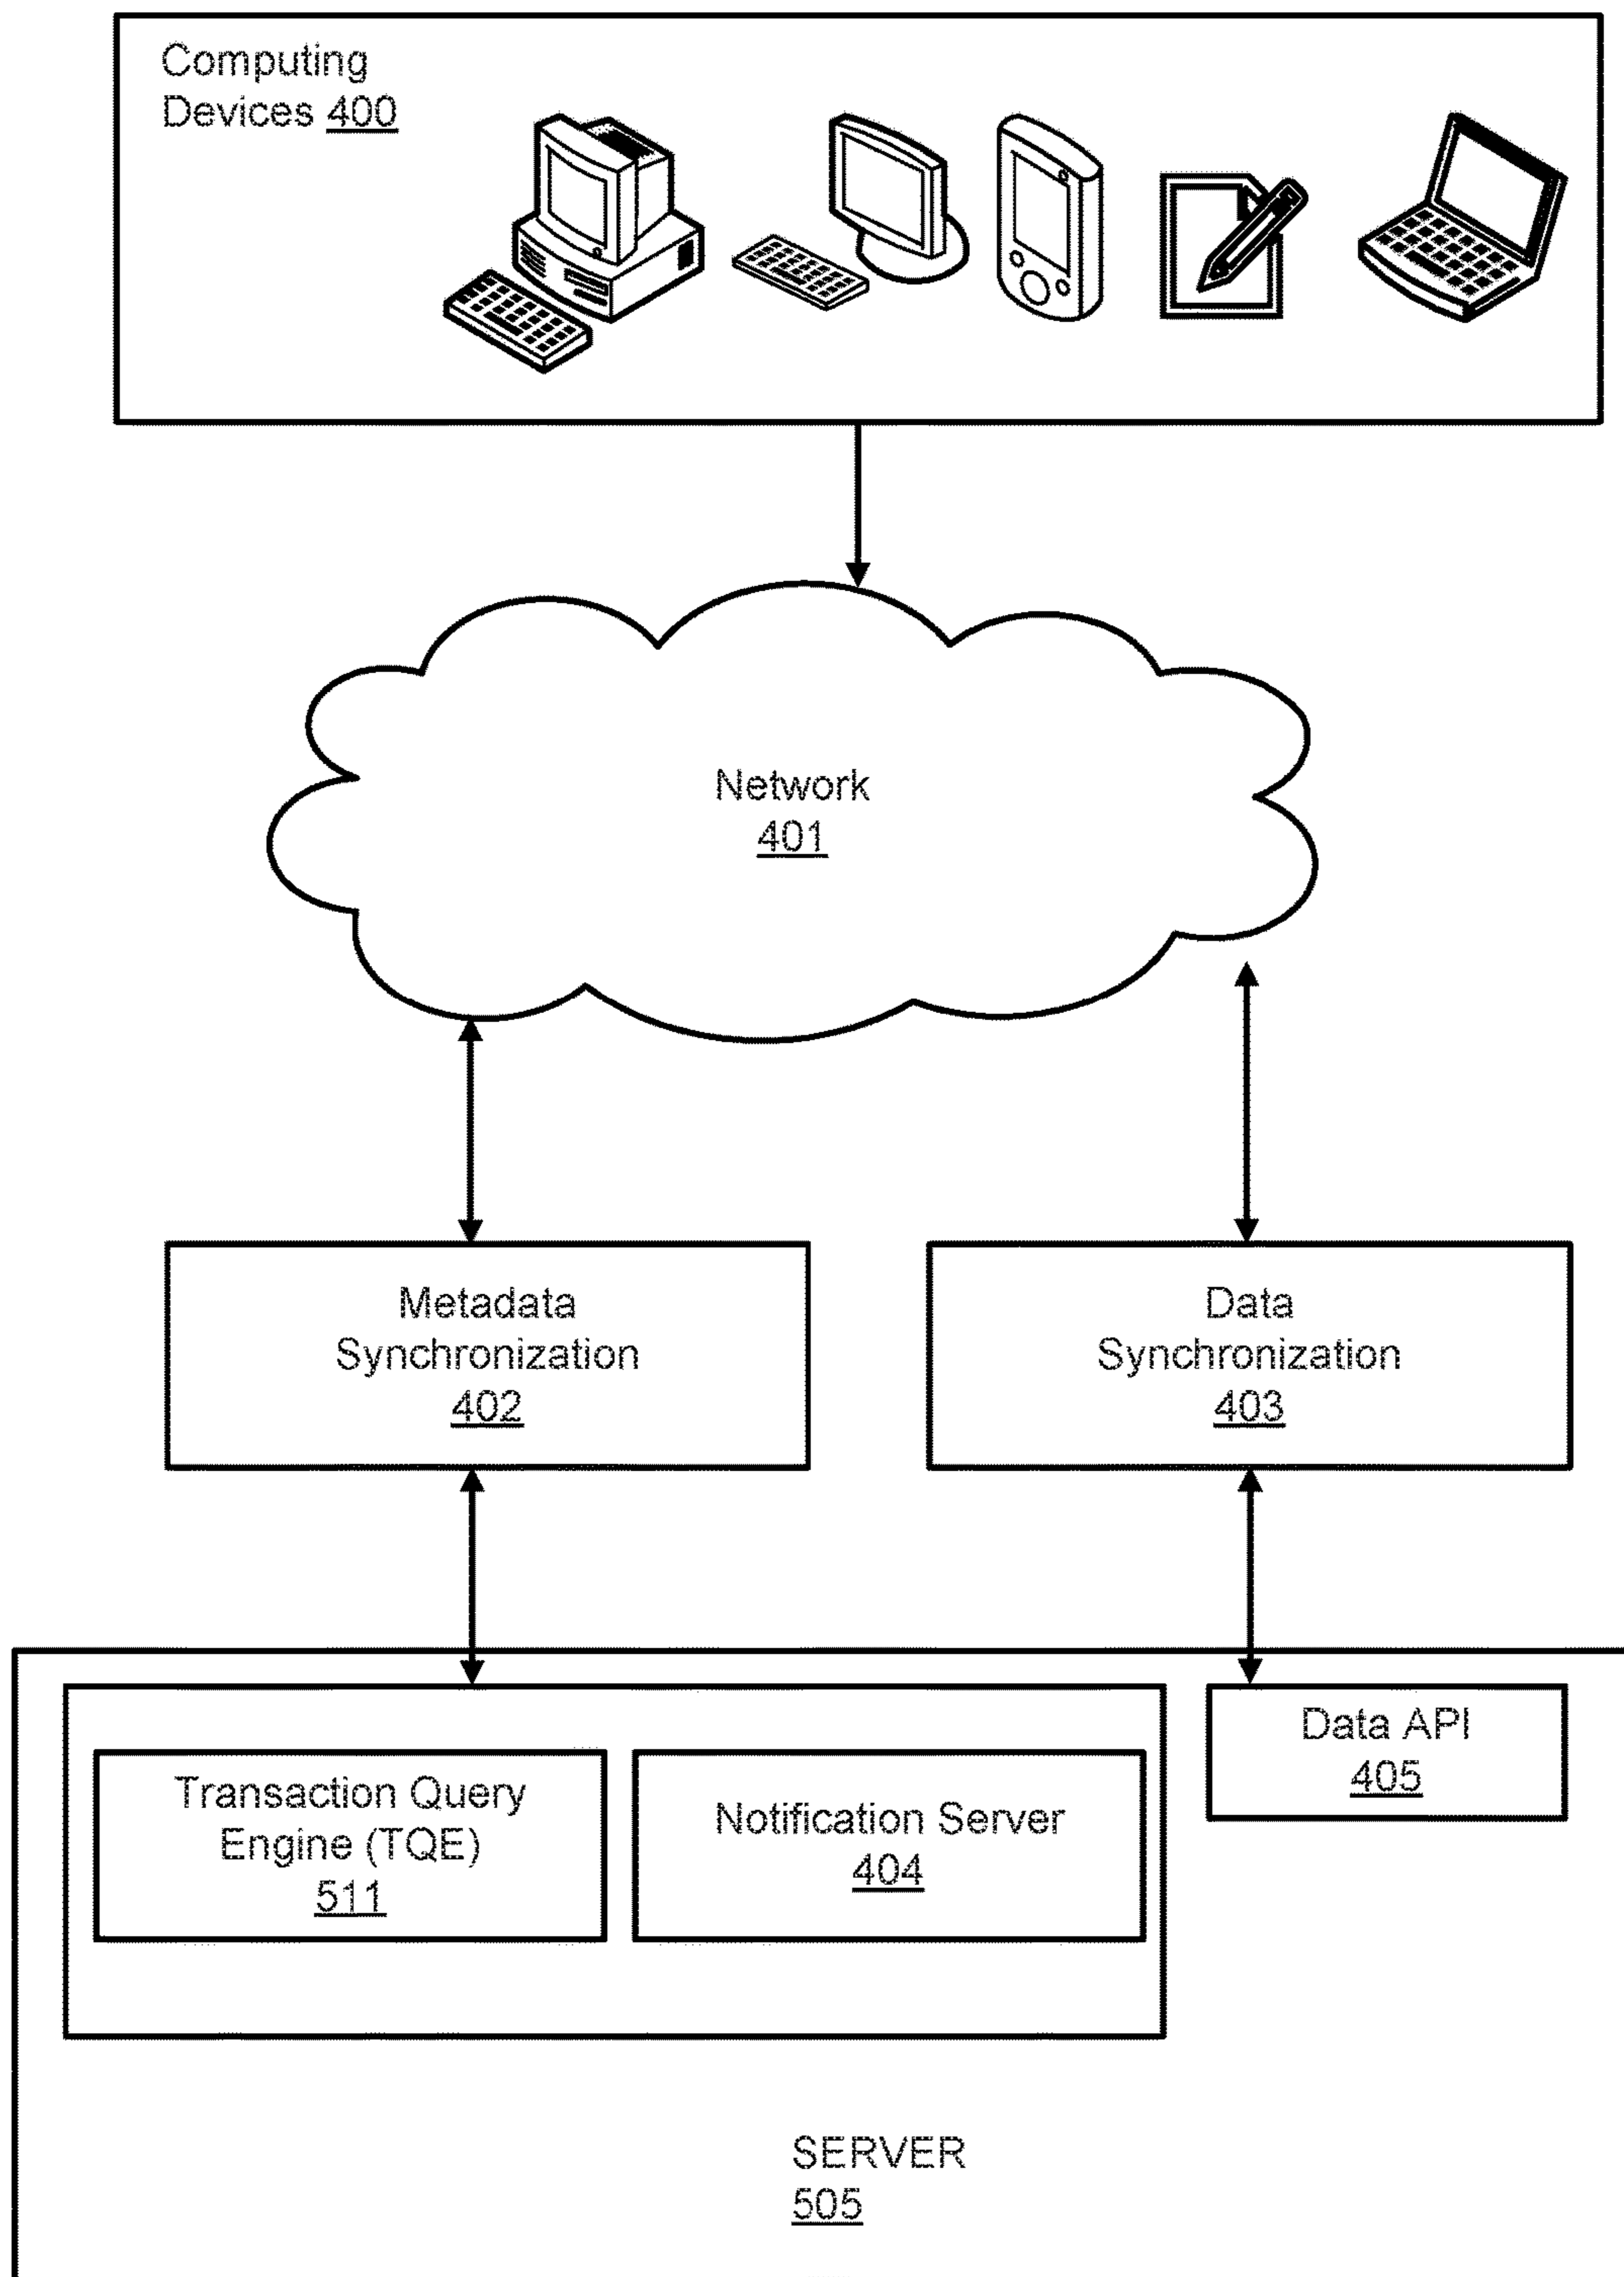 Computing
Devices 400
Network
401
Metadata
Synchronization
402
Data
Synchronization
403
Transaction Query
Engine (TQE)
511
Notification Server
404
Data API
405
SERVER
505